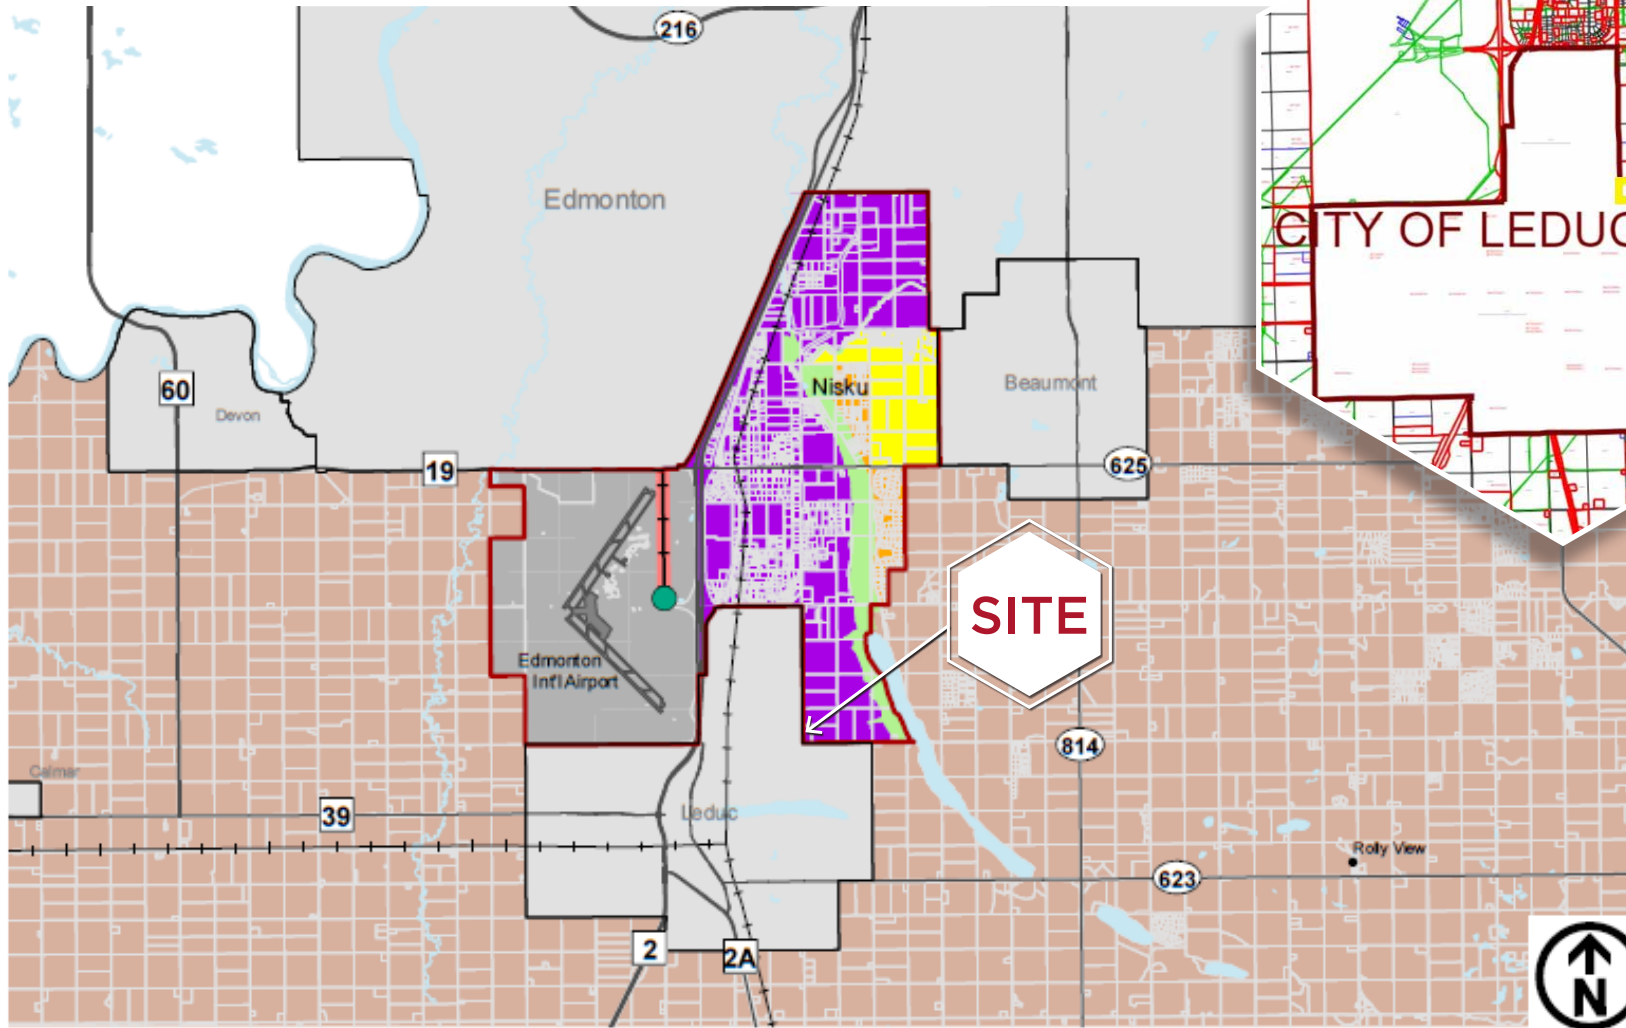 216
Edmonton
CITY OF LEDUC
Nisku
Beaumont
60
Devon
19
625
SITE
Edmonton
Int'l Airport
814
Calmar
39
Leduc
Rolly View
623
2
2A
N